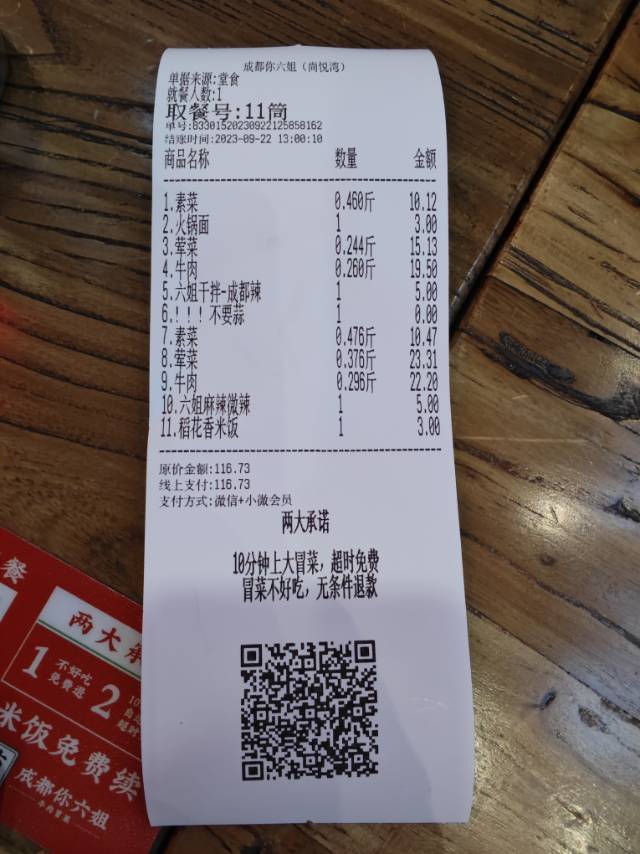 成都你六姐（尚悦湾）
单据来源:堂食
就餐人数:1
取餐号:11筒
单号:83301520230922125858162
结账时间:2023-09-22 13:00:10
商品名称 数量 金额
1.素菜 0.460斤 10.12
2.火锅面 1 3.00
3.荤菜 0.244斤 15.13
4.牛肉 0.260斤 19.50
5.六姐干拌-成都辣 1 5.00
6.！！！不要蒜 1 0.00
7.素菜 0.476斤 10.47
8.荤菜 0.376斤 23.31
9.牛肉 0.296斤 22.20
10.六姐麻辣微辣 1 5.00
11.稻花香米饭 1 3.00
原价金额:116.73
线上支付:116.73
支付方式:微信+小微会员
两大承诺
10分钟上大冒菜，超时免费
冒菜不好吃，无条件退款
餐
两大承
1 不好吃
免费退
2 10
超时
米饭免费续
成都你六姐